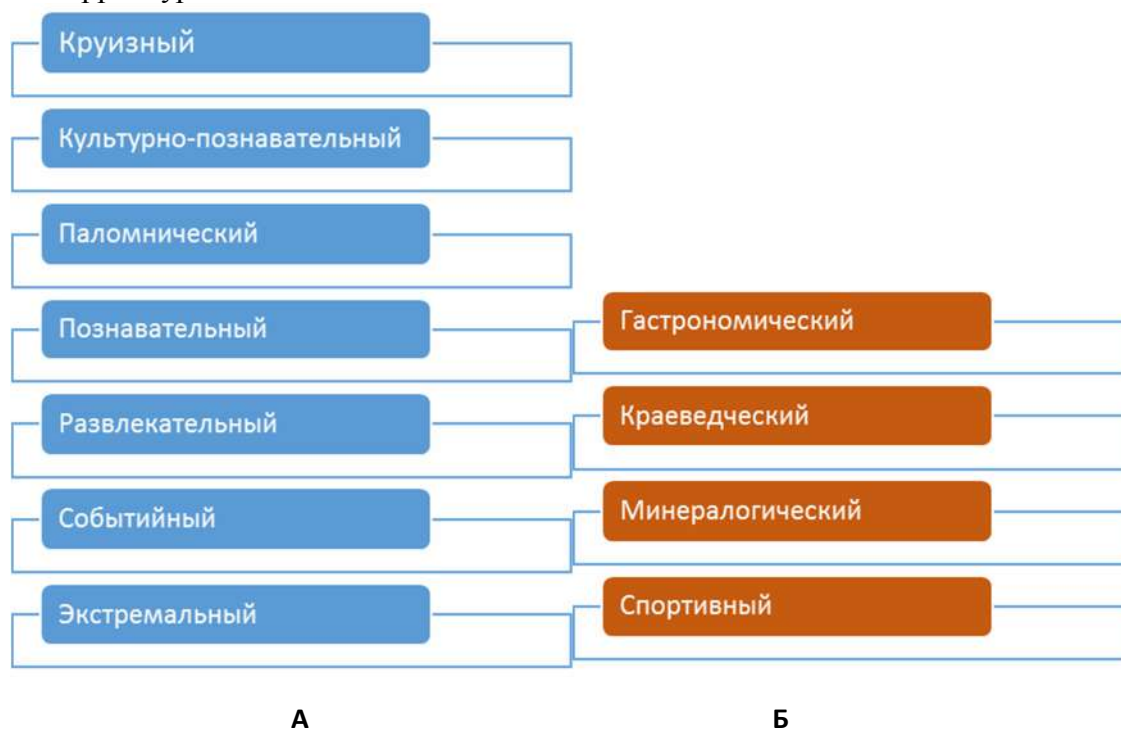 Круизный
Культурно-познавательный
Паломнический
Познавательный
Развлекательный
Событийный
Экстремальный
Гастрономический
Краеведческий
Минералогический
Спортивный
А
Б